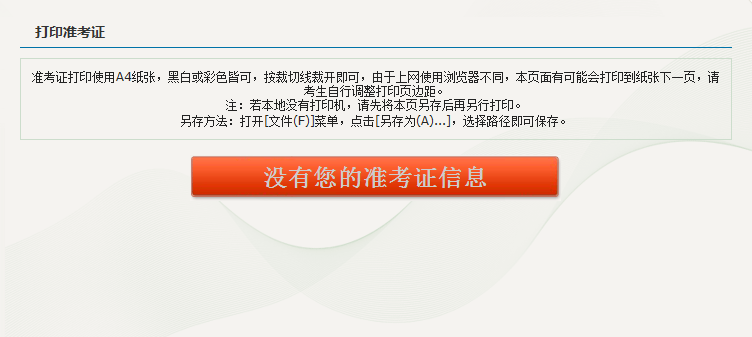 打印准考证
准考证打印使用A4纸张，黑白或彩色皆可，按裁切线裁开即可，由于上网使用浏览器不同，本页面有可能会打印到纸张下一页，请
考生自行调整打印页边距。
注：若本地没有打印机，请先将本页另存后再另行打印。
另存方法：打开[文件(F)]菜单，点击[另存为(A)...]，选择路径即可保存。
没有您的准考证信息